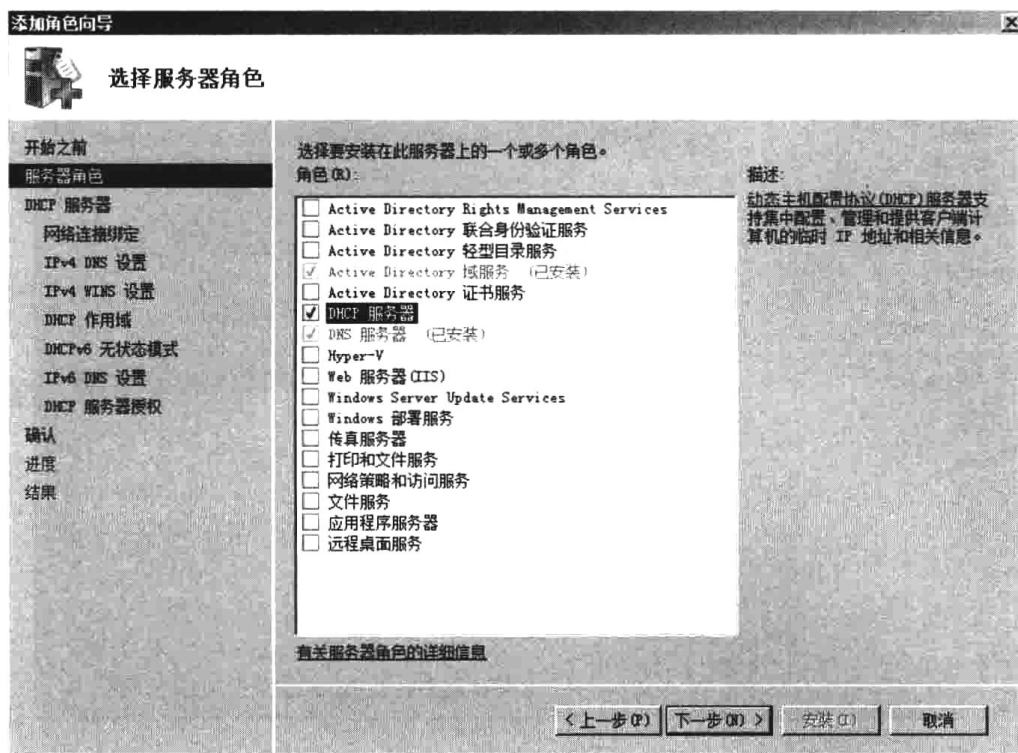 添加角色向导
选择服务器角色
开始之前
服务器角色
DHCP 服务器
网络连接绑定
IPv4 DNS 设置
IPv4 WINS 设置
DHCP 作用域
DHCPv6 无状态模式
IPv6 DNS 设置
DHCP 服务器授权
确认
进度
结果
选择要安装在此服务器上的一个或多个角色。
角色(R):
Active Directory Rights Management Services
Active Directory 联合身份验证服务
Active Directory 轻型目录服务
Active Directory 域服务 (已安装)
Active Directory 证书服务
DHCP 服务器
DNS 服务器 (已安装)
Hyper-V
Web 服务器(IIS)
Windows Server Update Services
Windows 部署服务
传真服务器
打印和文件服务
网络策略和访问服务
文件服务
应用程序服务器
远程桌面服务
有关服务器角色的详细信息
描述:
动态主机配置协议(DHCP)服务器支
持集中配置、管理和提供客户端计
算机的临时 IP 地址和相关信息。
< 上一步(P)
下一步(N) >
安装(I)
取消